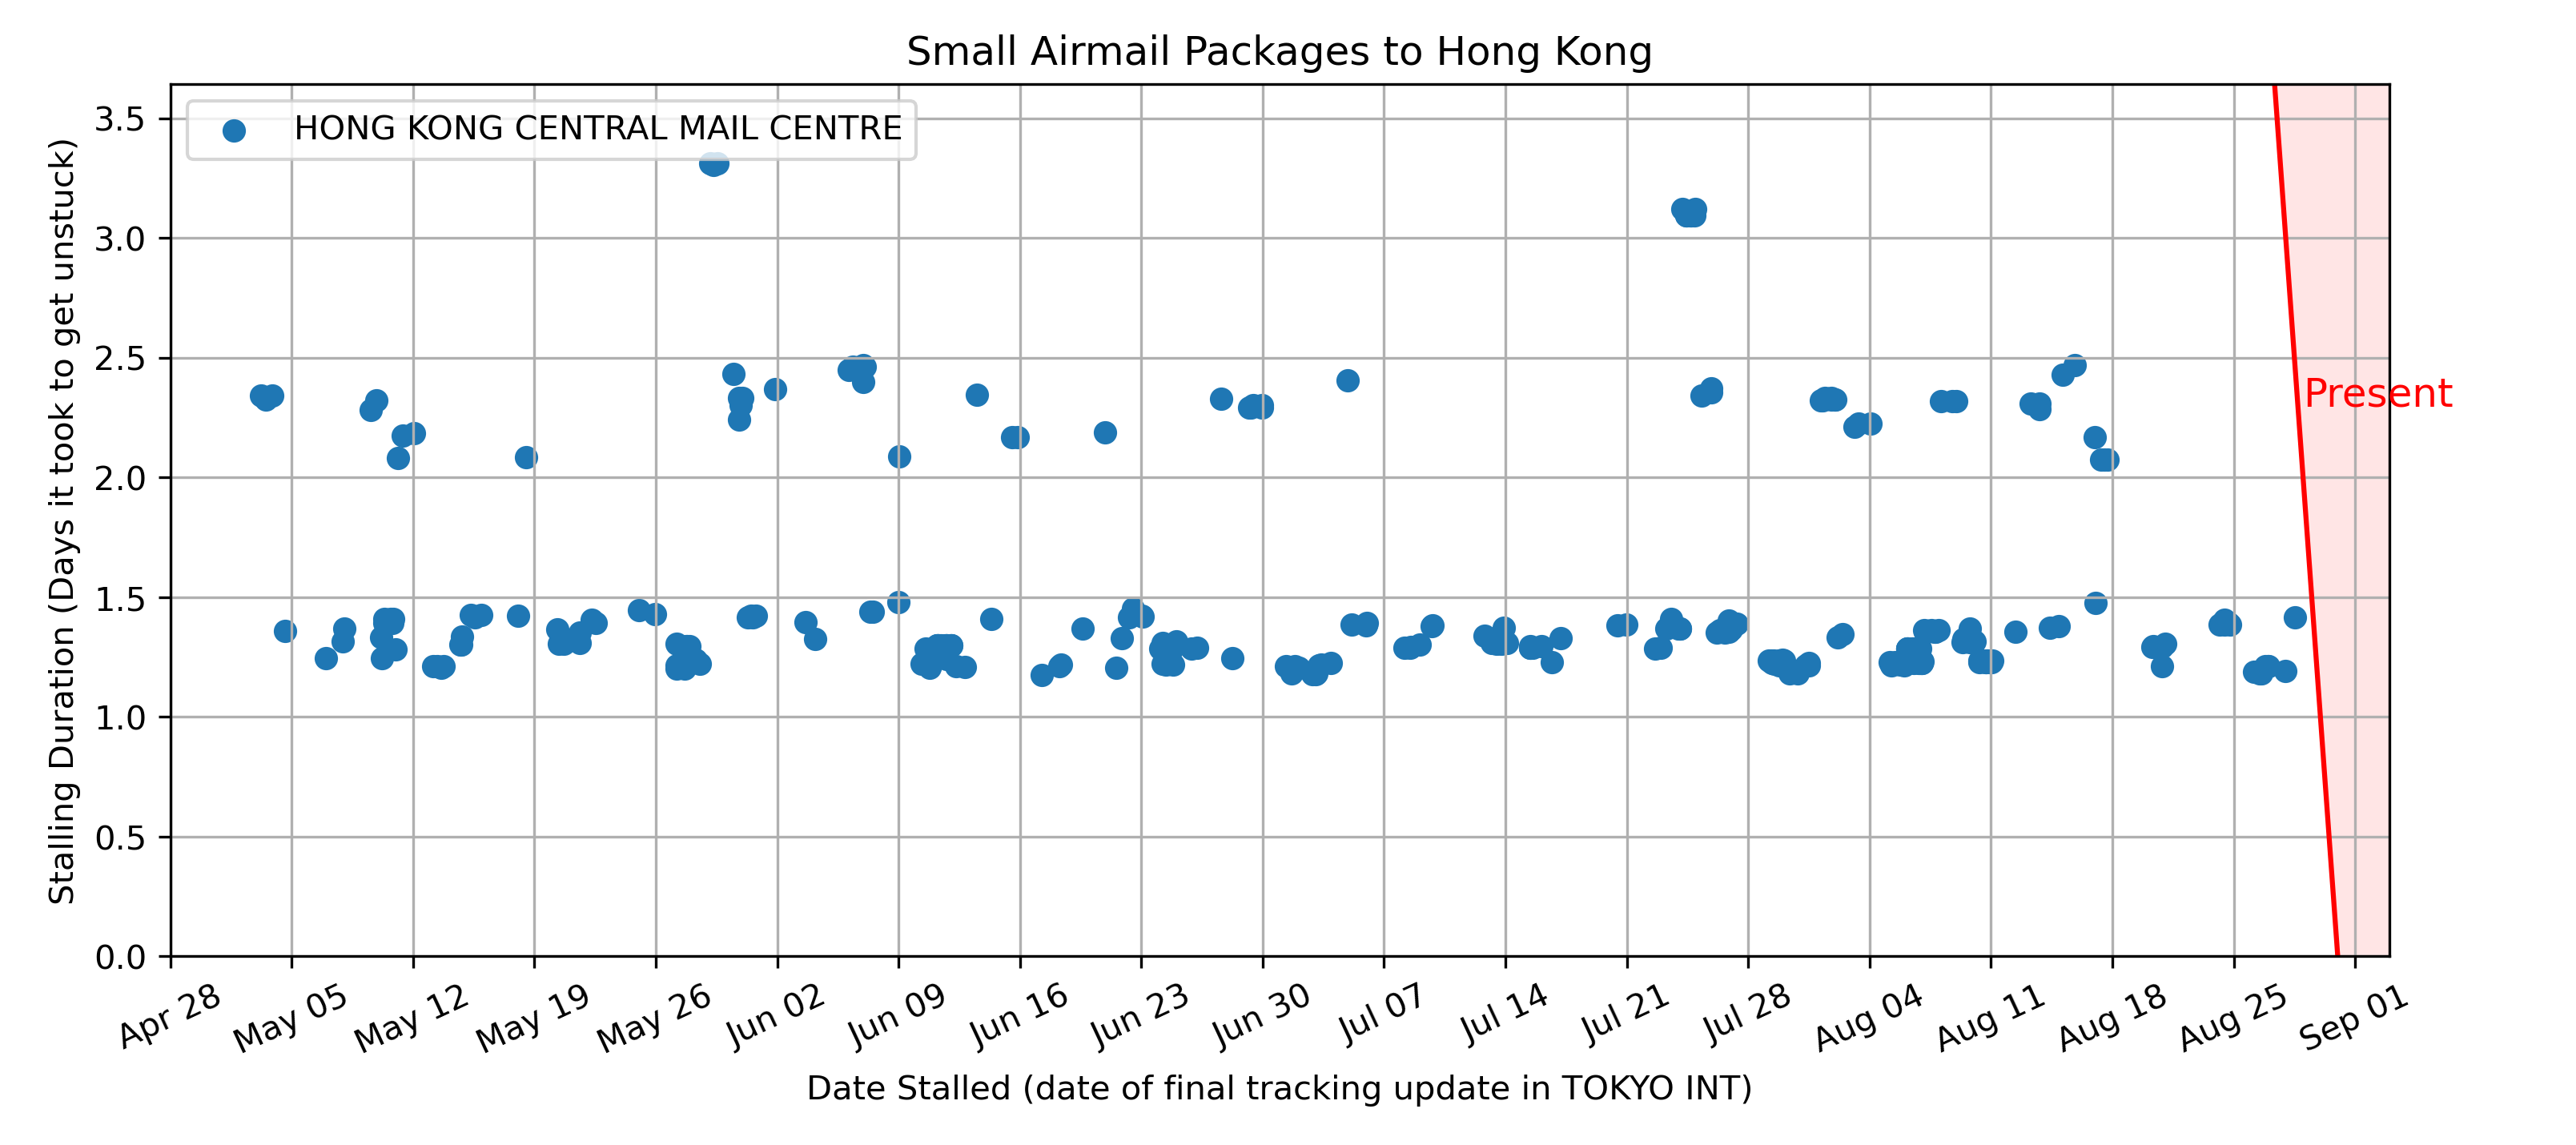 Small Airmail Packages to Hong Kong
HONG KONG CENTRAL MAIL CENTRE
Stalling Duration (Days it took to get unstuck)
3.5
3.0
2.5
2.0
1.5
1.0
0.5
0.0
Present
Apr 28
May 05
May 12
May 19
May 26
Jun 02
Jun 09
Jun 16
Jun 23
Jun 30
Jul 07
Jul 14
Jul 21
Jul 28
Aug 04
Aug 11
Aug 18
Aug 25
Sep 01
Date Stalled (date of final tracking update in TOKYO INT)